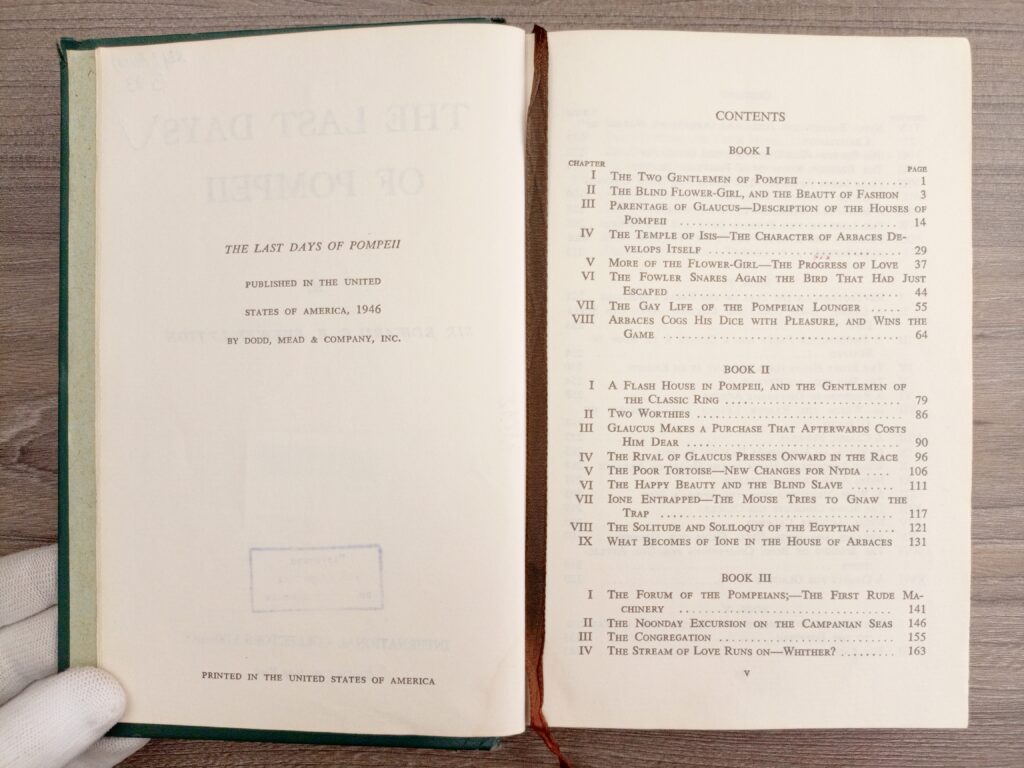 THE LAST DAYS OF POMPEII
PUBLISHED IN THE UNITED
STATES OF AMERICA, 1946
BY DODD, MEAD & COMPANY, INC.
PRINTED IN THE UNITED STATES OF AMERICA
CONTENTS
BOOK I
CHAPTER PAGE
I The Two Gentlemen of Pompeii .................. 1
II The Blind Flower-Girl, and the Beauty of Fashion 3
III Parentage of Glaucus—Description of the Houses of
Pompeii .................................. 14
IV The Temple of Isis—The Character of Arbaces De-
velops Itself .................................. 29
V More of the Flower-Girl—The Progress of Love 37
VI The Fowler Snares Again the Bird That Had Just
Escaped .................................. 44
VII The Gay Life of the Pompeian Lounger ........ 55
VIII Arbaces Cogs His Dice with Pleasure, and Wins the
Game .................................. 64
BOOK II
I A Flash House in Pompeii, and the Gentlemen of
the Classic Ring .......................... 79
II Two Worthies .................................. 86
III Glaucus Makes a Purchase That Afterwards Costs
Him Dear .................................. 90
IV The Rival of Glaucus Presses Onward in the Race 96
V The Poor Tortoise—New Changes for Nydia .... 106
VI The Happy Beauty and the Blind Slave ....... 111
VII Ione Entrapped—The Mouse Tries to Gnaw the
Trap .................................. 117
VIII The Solitude and Soliloquy of the Egyptian ..... 121
IX What Becomes of Ione in the House of Arbaces 131
BOOK III
I The Forum of the Pompeians;—The First Rude Ma-
chinery .................................. 141
II The Noonday Excursion on the Campanian Seas 146
III The Congregation .......................... 155
IV The Stream of Love Runs on—Whither? ......... 163
v